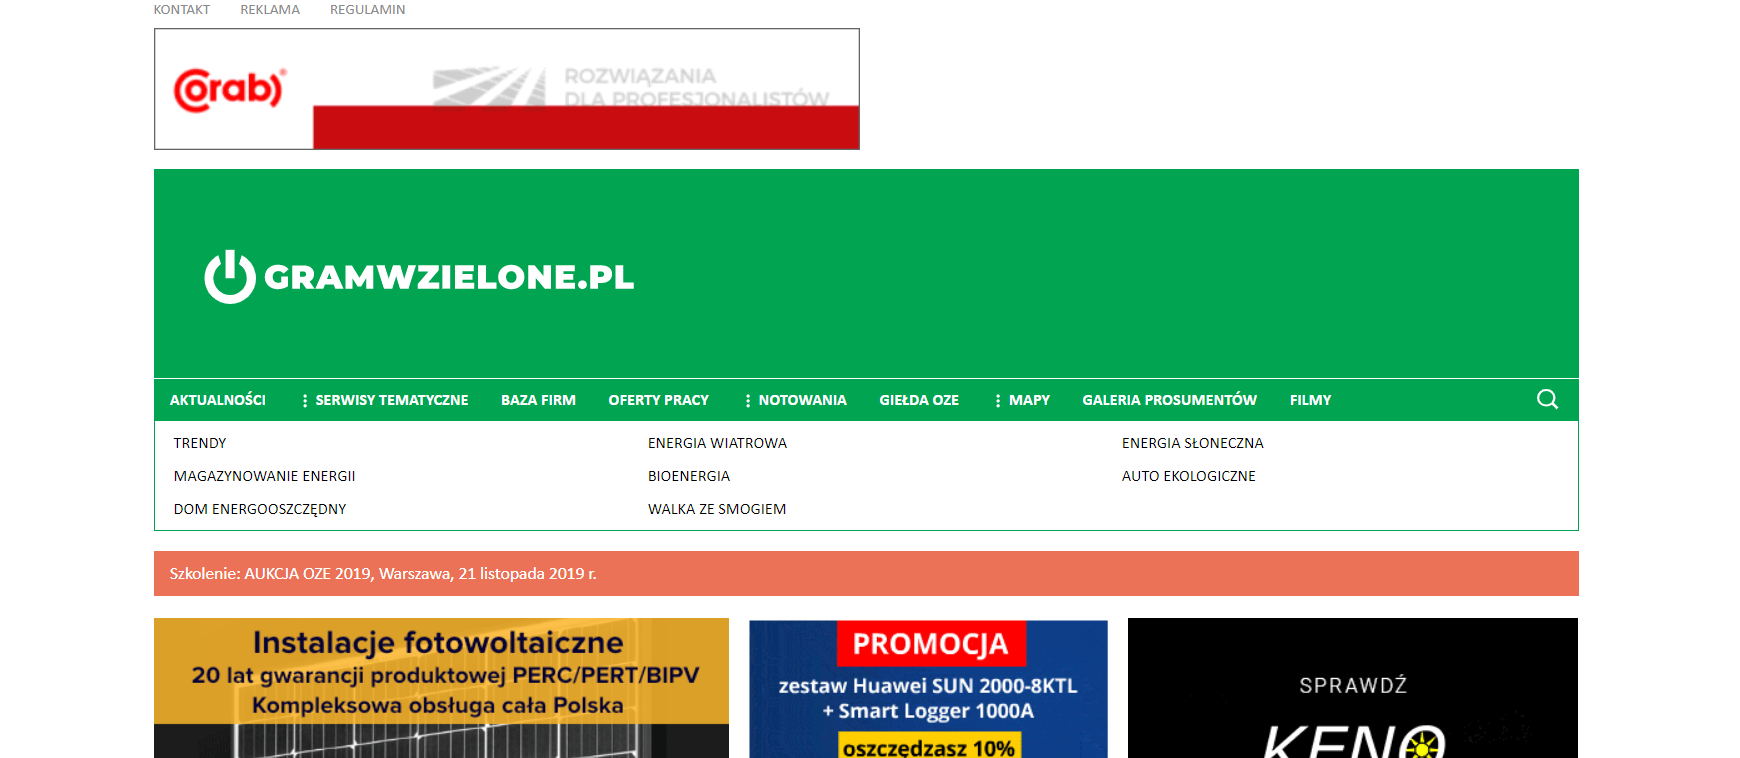 KONTAKT REKLAMA REGULAMIN
Corab
ROZWIĄZANIA
DLA PROFESJONALISTÓW
GRAMWZIELONE.PL
AKTUALNOŚCI SERWISY TEMATYCZNE BAZA FIRM OFERTY PRACY NOTOWANIA GIEŁDA OZE MAPY GALERIA PROSUMENTÓW FILMY
TRENDY ENERGIA WIATROWA ENERGIA SŁONECZNA
MAGAZYNOWANIE ENERGII BIOENERGIA AUTO EKOLOGICZNE
DOM ENERGOOSZCZĘDNY WALKA ZE SMOGIEM
Szkolenie: AUKCJA OZE 2019, Warszawa, 21 listopada 2019 r.
Instalacje fotowoltaiczne
20 lat gwarancji produktowej PERC/PERT/BIPV
Kompleksowa obsługa cała Polska
PROMOCJA
zestaw Huawei SUN 2000-8KTL
+ Smart Logger 1000A
oszczędzasz 10%
SPRAWDŹ
KENO